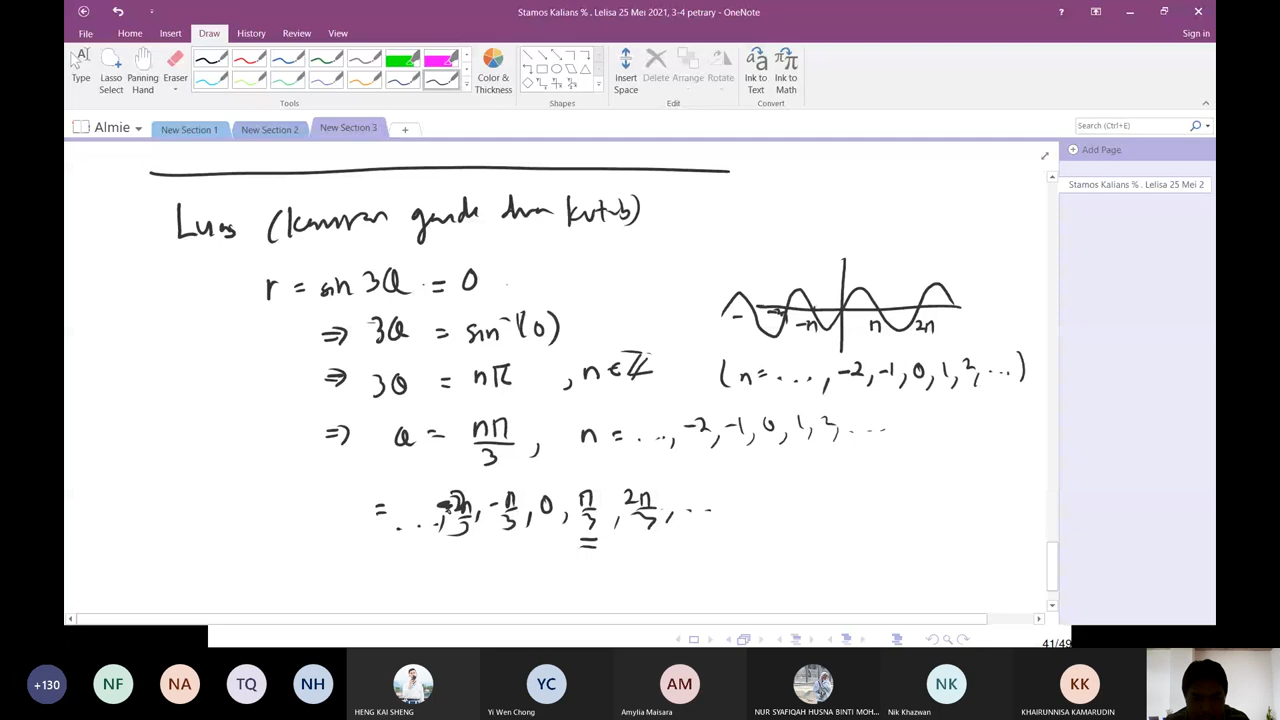 Stamos Kalians % . Lelisa 25 Mei 2021, 3-4 petrary - OneNote
File Home Insert Draw History Review View
Sign in
Type
Lasso Select
Panning Hand
Eraser
Color & Thickness
Insert Space
Delete
Arrange
Rotate
Ink to Text
Ink to Math
Tools
Shapes
Edit
Convert
Almie
New Section 1
New Section 2
New Section 3
Search (Ctrl+E)
Add Page
Stamos Kalians % . Lelisa 25 Mei 2
Luas (
r = sin 3θ = 0
⇒ 3θ = sin⁻¹(0)
⇒ 3θ = nπ , n ∈ ℤ
-π π 2π
(n = ..., -2, -1, 0, 1, 2, ...)
⇒ θ = nπ/3 , n = ..., -2, -1, 0, 1, 2, ...
= ..., -2π/3, -π/3, 0, π/3, 2π/3, ...
41/49
+130
NF
NA
TQ
NH
HENG KAI SHENG
YC
Yi Wen Chong
AM
Amylia Maisara
NUR SYAFIQAH HUSNA BINTI MOH...
NK
Nik Khazwan
KK
KHAIRUNNISA KAMARUDIN